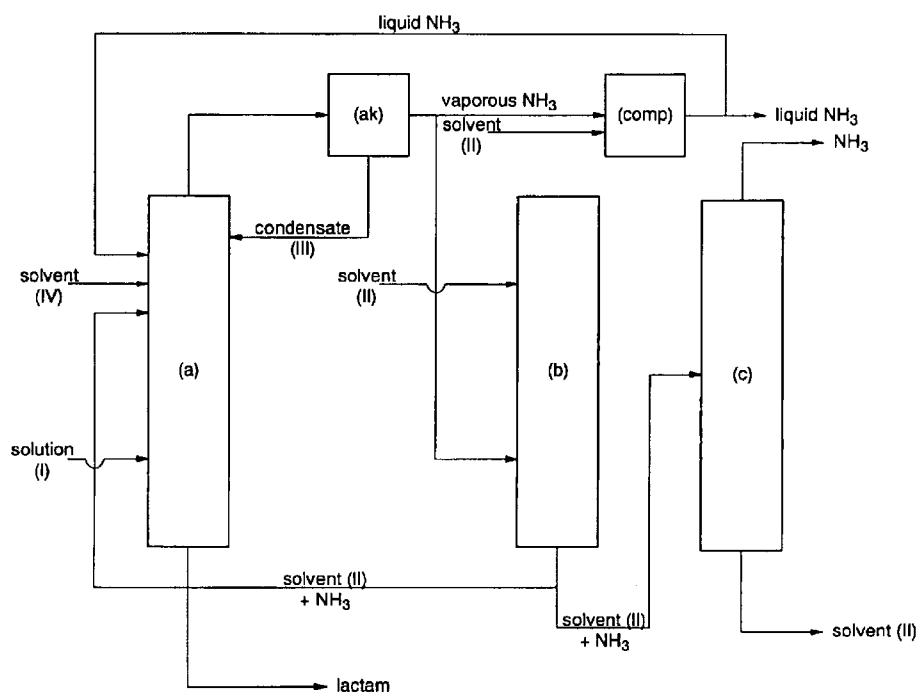 liquid NH3
(ak)
vaporous NH3
solvent
(II)
(comp)
liquid NH3
NH3
condensate
(III)
solvent
(IV)
solvent
(II)
(a)
(b)
(c)
solution
(I)
solvent (II)
+ NH3
solvent (II)
+ NH3
solvent (II)
lactam